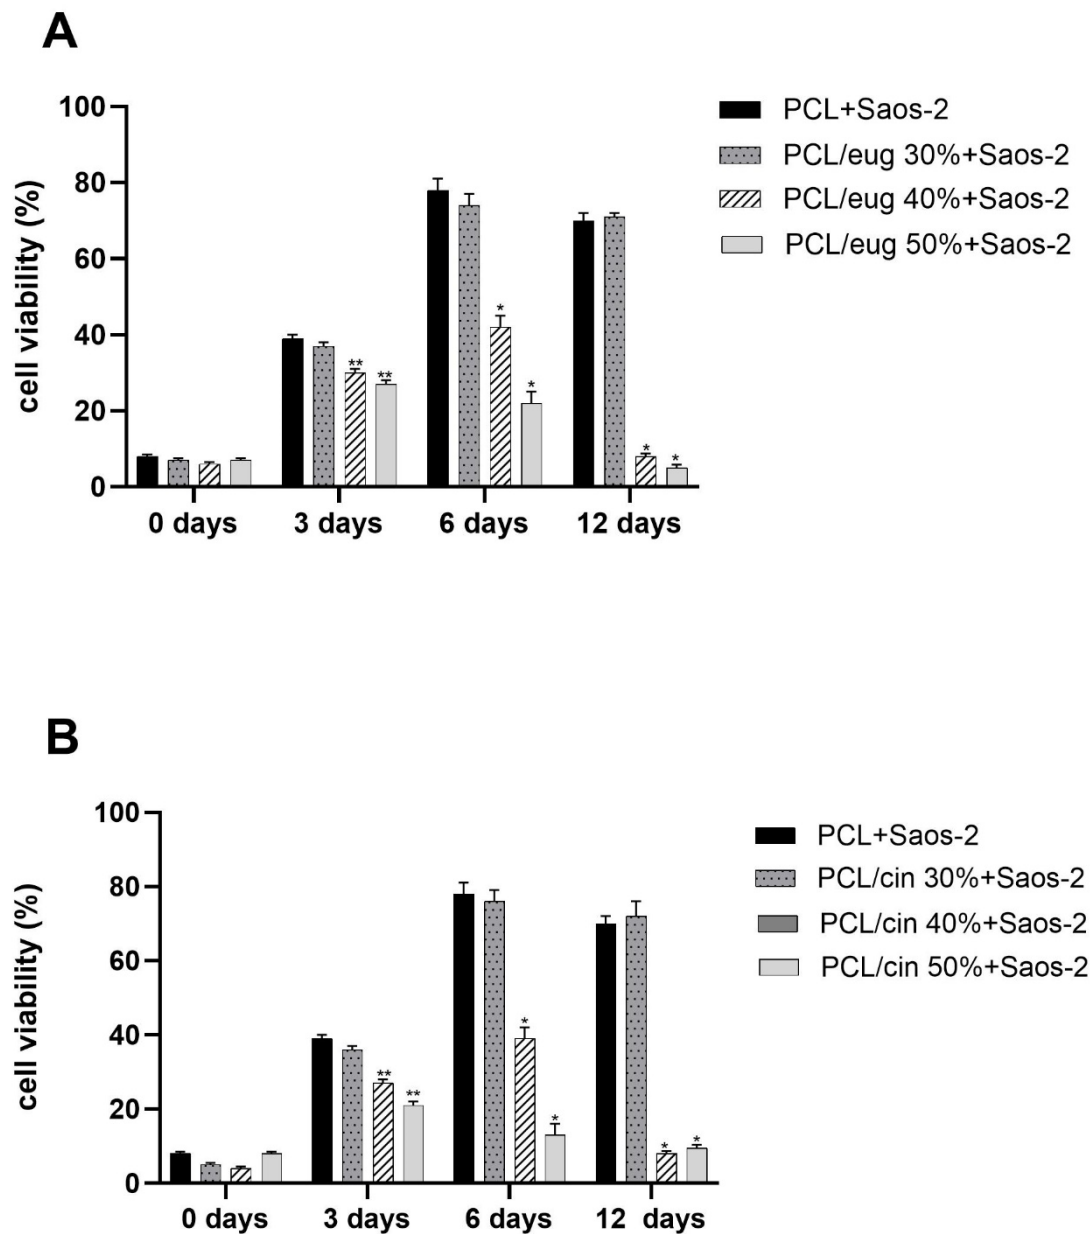 A
100
80
60
40
20
0
cell viability (%)
** ** * * * *
0 days 3 days 6 days 12 days
PCL+Saos-2
PCL/eug 30%+Saos-2
PCL/eug 40%+Saos-2
PCL/eug 50%+Saos-2
B
100
80
60
40
20
0
cell viability (%)
** ** * * * *
0 days 3 days 6 days 12 days
PCL+Saos-2
PCL/cin 30%+Saos-2
PCL/cin 40%+Saos-2
PCL/cin 50%+Saos-2